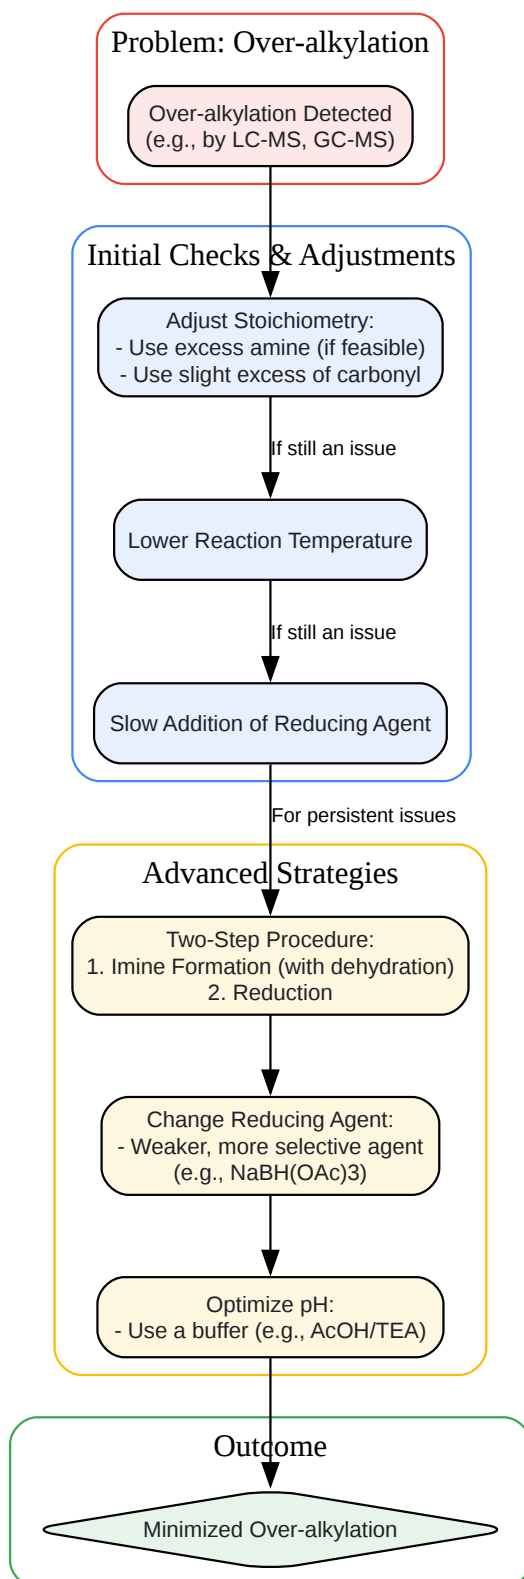 Problem: Over-alkylation
Over-alkylation Detected
(e.g., by LC-MS, GC-MS)
Initial Checks & Adjustments
Adjust Stoichiometry:
- Use excess amine (if feasible)
- Use slight excess of carbonyl
If still an issue
Lower Reaction Temperature
If still an issue
Slow Addition of Reducing Agent
For persistent issues
Advanced Strategies
Two-Step Procedure:
1. Imine Formation (with dehydration)
2. Reduction
Change Reducing Agent:
- Weaker, more selective agent
(e.g., NaBH(OAc)3)
Optimize pH:
- Use a buffer (e.g., AcOH/TEA)
Outcome
Minimized Over-alkylation